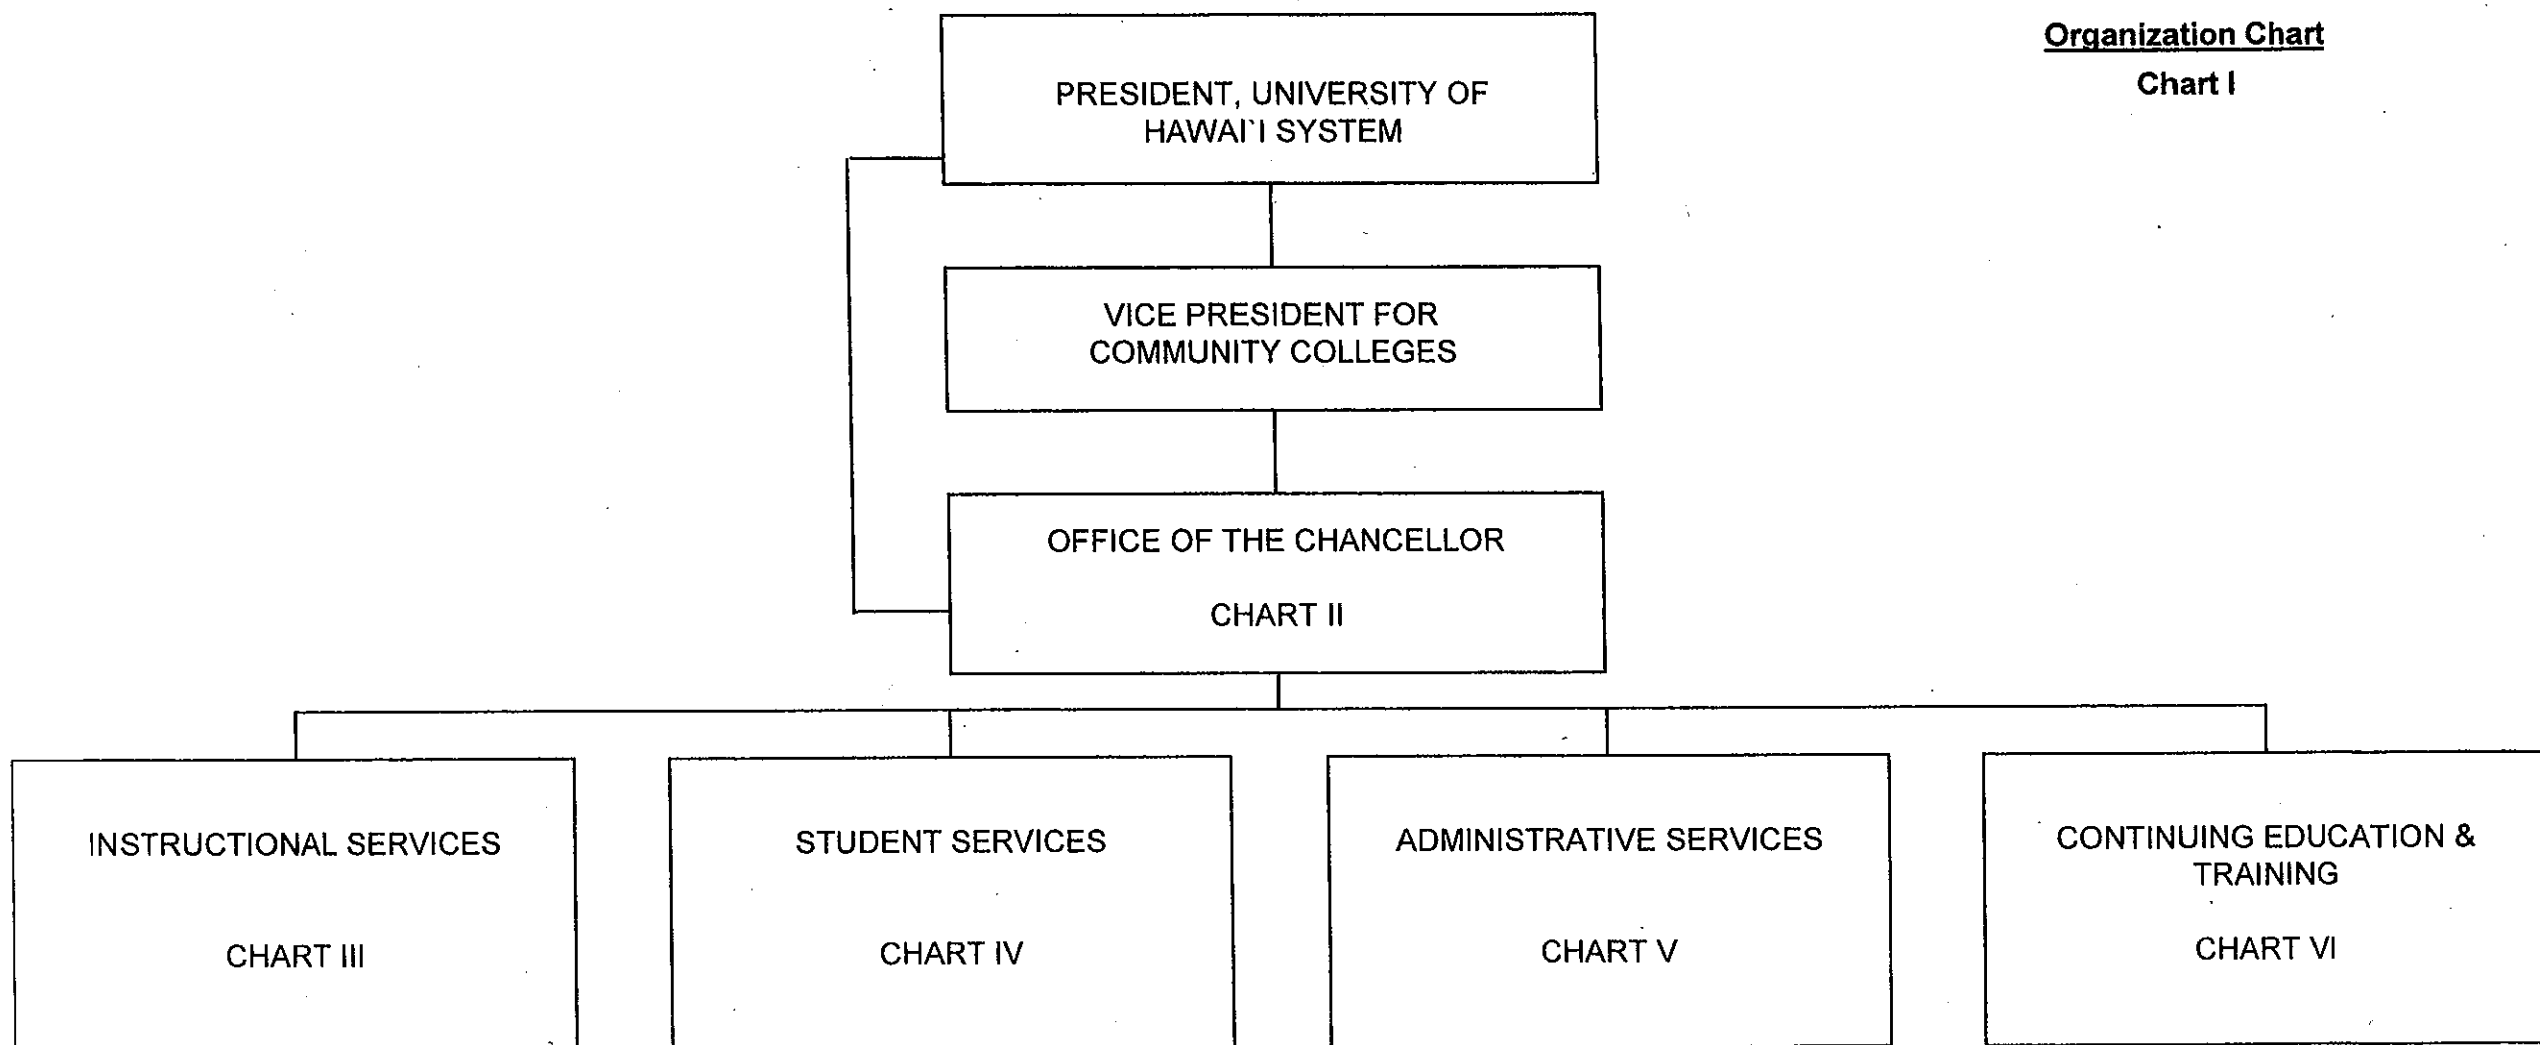 Organization Chart
Chart I
PRESIDENT, UNIVERSITY OF
HAWAI`I SYSTEM
VICE PRESIDENT FOR
COMMUNITY COLLEGES
OFFICE OF THE CHANCELLOR
CHART II
INSTRUCTIONAL SERVICES
CHART III
STUDENT SERVICES
CHART IV
ADMINISTRATIVE SERVICES
CHART V
CONTINUING EDUCATION &
TRAINING
CHART VI